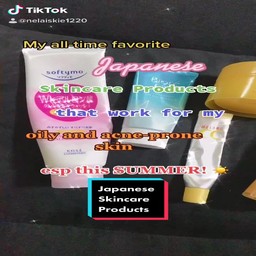 TikTok
@nelaiskie1220
My all time favorite
Japanese
softymo
Skincare Products
that work for my
oily and acne-prone
skin
esp this SUMMER! ☀️
Japanese
Skincare
Products